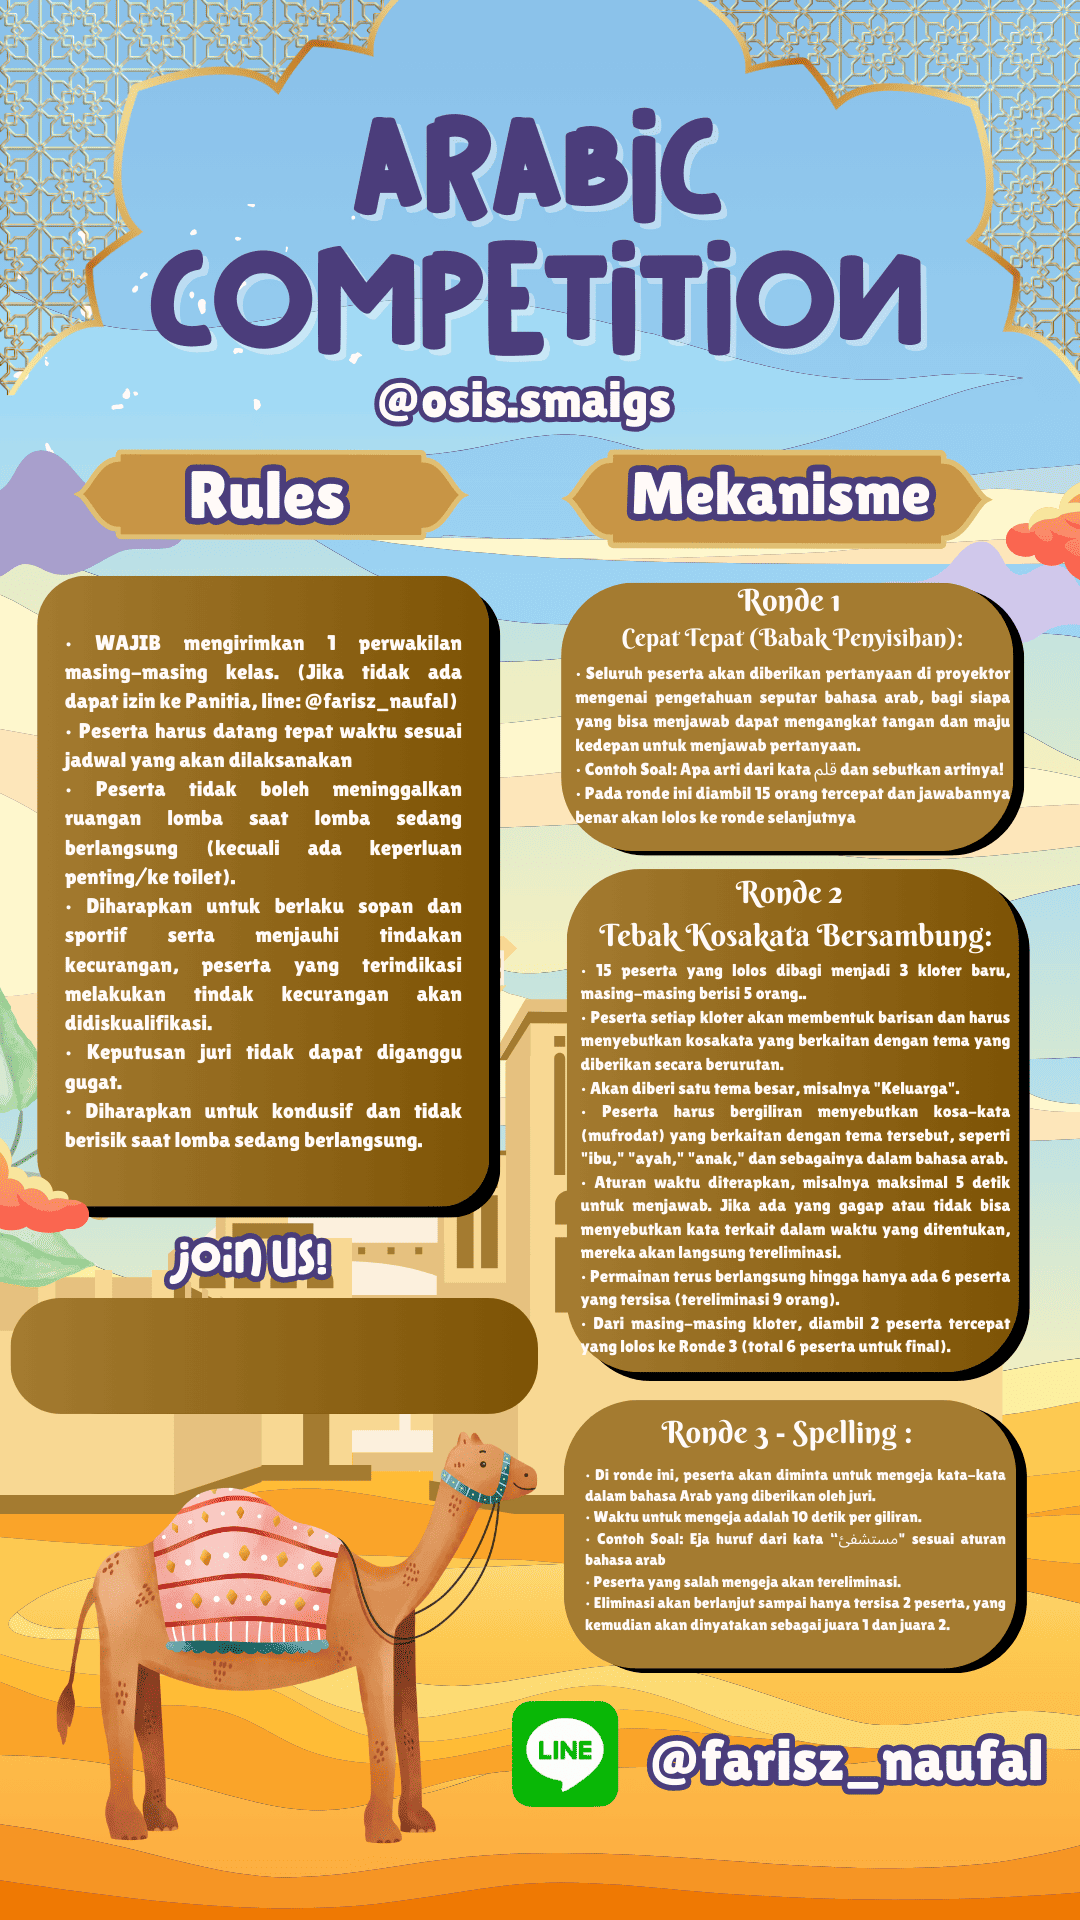 ARABIC
COMPETITION
@osis.smaigs
Rules
· WAJIB mengirimkan 1 perwakilan
masing-masing kelas. (Jika tidak ada
dapat izin ke Panitia, line: @farisz_naufal)
· Peserta harus datang tepat waktu sesuai
jadwal yang akan dilaksanakan
· Peserta tidak boleh meninggalkan
ruangan lomba saat lomba sedang
berlangsung (kecuali ada keperluan
penting/ke toilet).
· Diharapkan untuk berlaku sopan dan
sportif serta menjauhi tindakan
kecurangan, peserta yang terindikasi
melakukan tindak kecurangan akan
didiskualifikasi.
· Keputusan juri tidak dapat diganggu
gugat.
· Diharapkan untuk kondusif dan tidak
berisik saat lomba sedang berlangsung.
join us!
Mekanisme
Ronde 1
Cepat Tepat (Babak Penyisihan):
· Seluruh peserta akan diberikan pertanyaan di proyektor
mengenai pengetahuan seputar bahasa arab, bagi siapa
yang bisa menjawab dapat mengangkat tangan dan maju
kedepan untuk menjawab pertanyaan.
· Contoh Soal: Apa arti dari kata قلم dan sebutkan artinya!
· Pada ronde ini diambil 15 orang tercepat dan jawabannya
benar akan lolos ke ronde selanjutnya
Ronde 2
Tebak Kosakata Bersambung:
· 15 peserta yang lolos dibagi menjadi 3 kloter baru,
masing-masing berisi 5 orang..
· Peserta setiap kloter akan membentuk barisan dan harus
menyebutkan kosakata yang berkaitan dengan tema yang
diberikan secara berurutan.
· Akan diberi satu tema besar, misalnya "Keluarga".
· Peserta harus bergiliran menyebutkan kosa-kata
(mufrodat) yang berkaitan dengan tema tersebut, seperti
"ibu," "ayah," "anak," dan sebagainya dalam bahasa arab.
· Aturan waktu diterapkan, misalnya maksimal 5 detik
untuk menjawab. Jika ada yang gagap atau tidak bisa
menyebutkan kata terkait dalam waktu yang ditentukan,
mereka akan langsung tereliminasi.
· Permainan terus berlangsung hingga hanya ada 6 peserta
yang tersisa (tereliminasi 9 orang).
· Dari masing-masing kloter, diambil 2 peserta tercepat
yang lolos ke Ronde 3 (total 6 peserta untuk final).
Ronde 3 - Spelling :
· Di ronde ini, peserta akan diminta untuk mengeja kata-kata
dalam bahasa Arab yang diberikan oleh juri.
· Waktu untuk mengeja adalah 10 detik per giliran.
· Contoh Soal: Eja huruf dari kata “مستشفئ" sesuai aturan
bahasa arab
· Peserta yang salah mengeja akan tereliminasi.
· Eliminasi akan berlanjut sampai hanya tersisa 2 peserta, yang
kemudian akan dinyatakan sebagai juara 1 dan juara 2.
LINE
@farisz_naufal